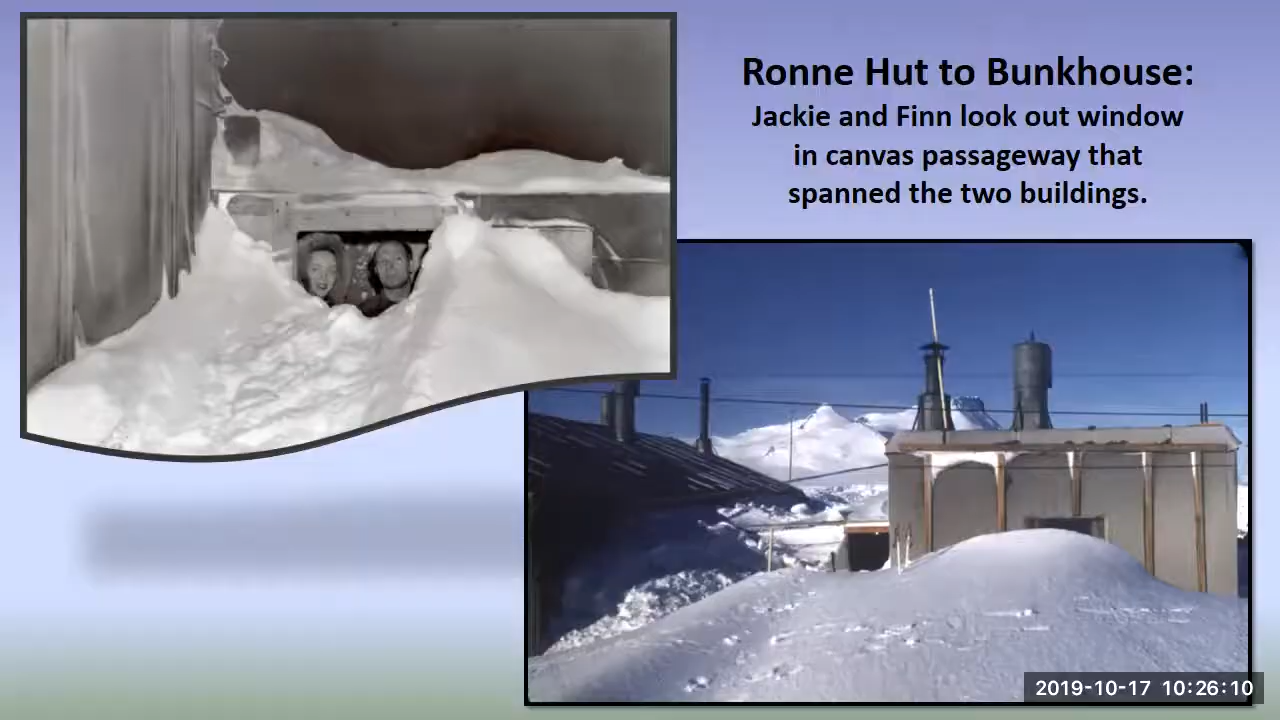 Ronne Hut to Bunkhouse:
Jackie and Finn look out window
in canvas passageway that
spanned the two buildings.
2019-10-17 10:26:10